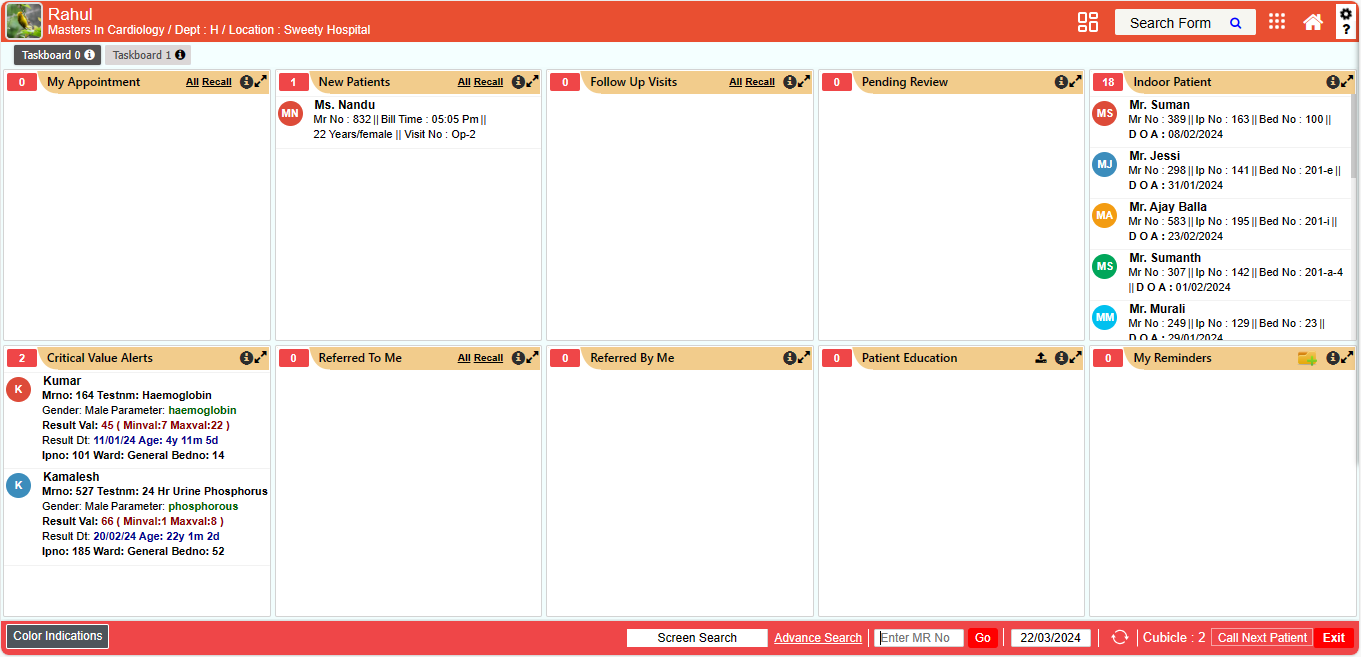 Rahul
Masters In Cardiology / Dept : H / Location : Sweety Hospital
Search Form
?
Taskboard 0
Taskboard 1
0 My Appointment All Recall
1 New Patients All Recall
0 Follow Up Visits All Recall
0 Pending Review
18 Indoor Patient
MN
Ms. Nandu
Mr No : 832 || Bill Time : 05:05 Pm ||
22 Years/female || Visit No : Op-2
MS
Mr. Suman
Mr No : 389 || Ip No : 163 || Bed No : 100 ||
D O A : 08/02/2024
MJ
Mr. Jessi
Mr No : 298 || Ip No : 141 || Bed No : 201-e ||
D O A : 31/01/2024
MA
Mr. Ajay Balla
Mr No : 583 || Ip No : 195 || Bed No : 201-i ||
D O A : 23/02/2024
MS
Mr. Sumanth
Mr No : 307 || Ip No : 142 || Bed No : 201-a-4
|| D O A : 01/02/2024
MM
Mr. Murali
Mr No : 249 || Ip No : 129 || Bed No : 23 ||
D O A : 29/01/2024
2 Critical Value Alerts
0 Referred To Me All Recall
0 Referred By Me
0 Patient Education
0 My Reminders
K
Kumar
Mrno: 164 Testnm: Haemoglobin
Gender: Male Parameter: haemoglobin
Result Val: 45 ( Minval:7 Maxval:22 )
Result Dt: 11/01/24 Age: 4y 11m 5d
Ipno: 101 Ward: General Bedno: 14
K
Kamalesh
Mrno: 527 Testnm: 24 Hr Urine Phosphorus
Gender: Male Parameter: phosphorous
Result Val: 66 ( Minval:1 Maxval:8 )
Result Dt: 20/02/24 Age: 22y 1m 2d
Ipno: 185 Ward: General Bedno: 52
Color Indications
Screen Search
Advance Search
Enter MR No
Go
22/03/2024
Cubicle : 2
Call Next Patient
Exit